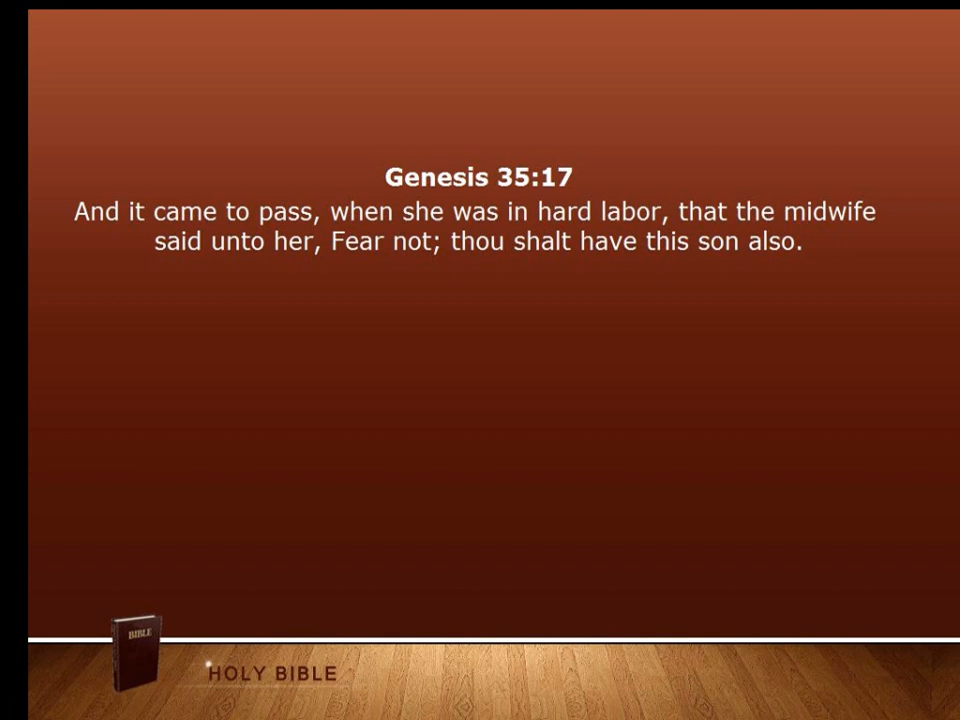 Genesis 35:17
And it came to pass, when she was in hard labor, that the midwife
said unto her, Fear not; thou shalt have this son also.
BIBLE
HOLY BIBLE